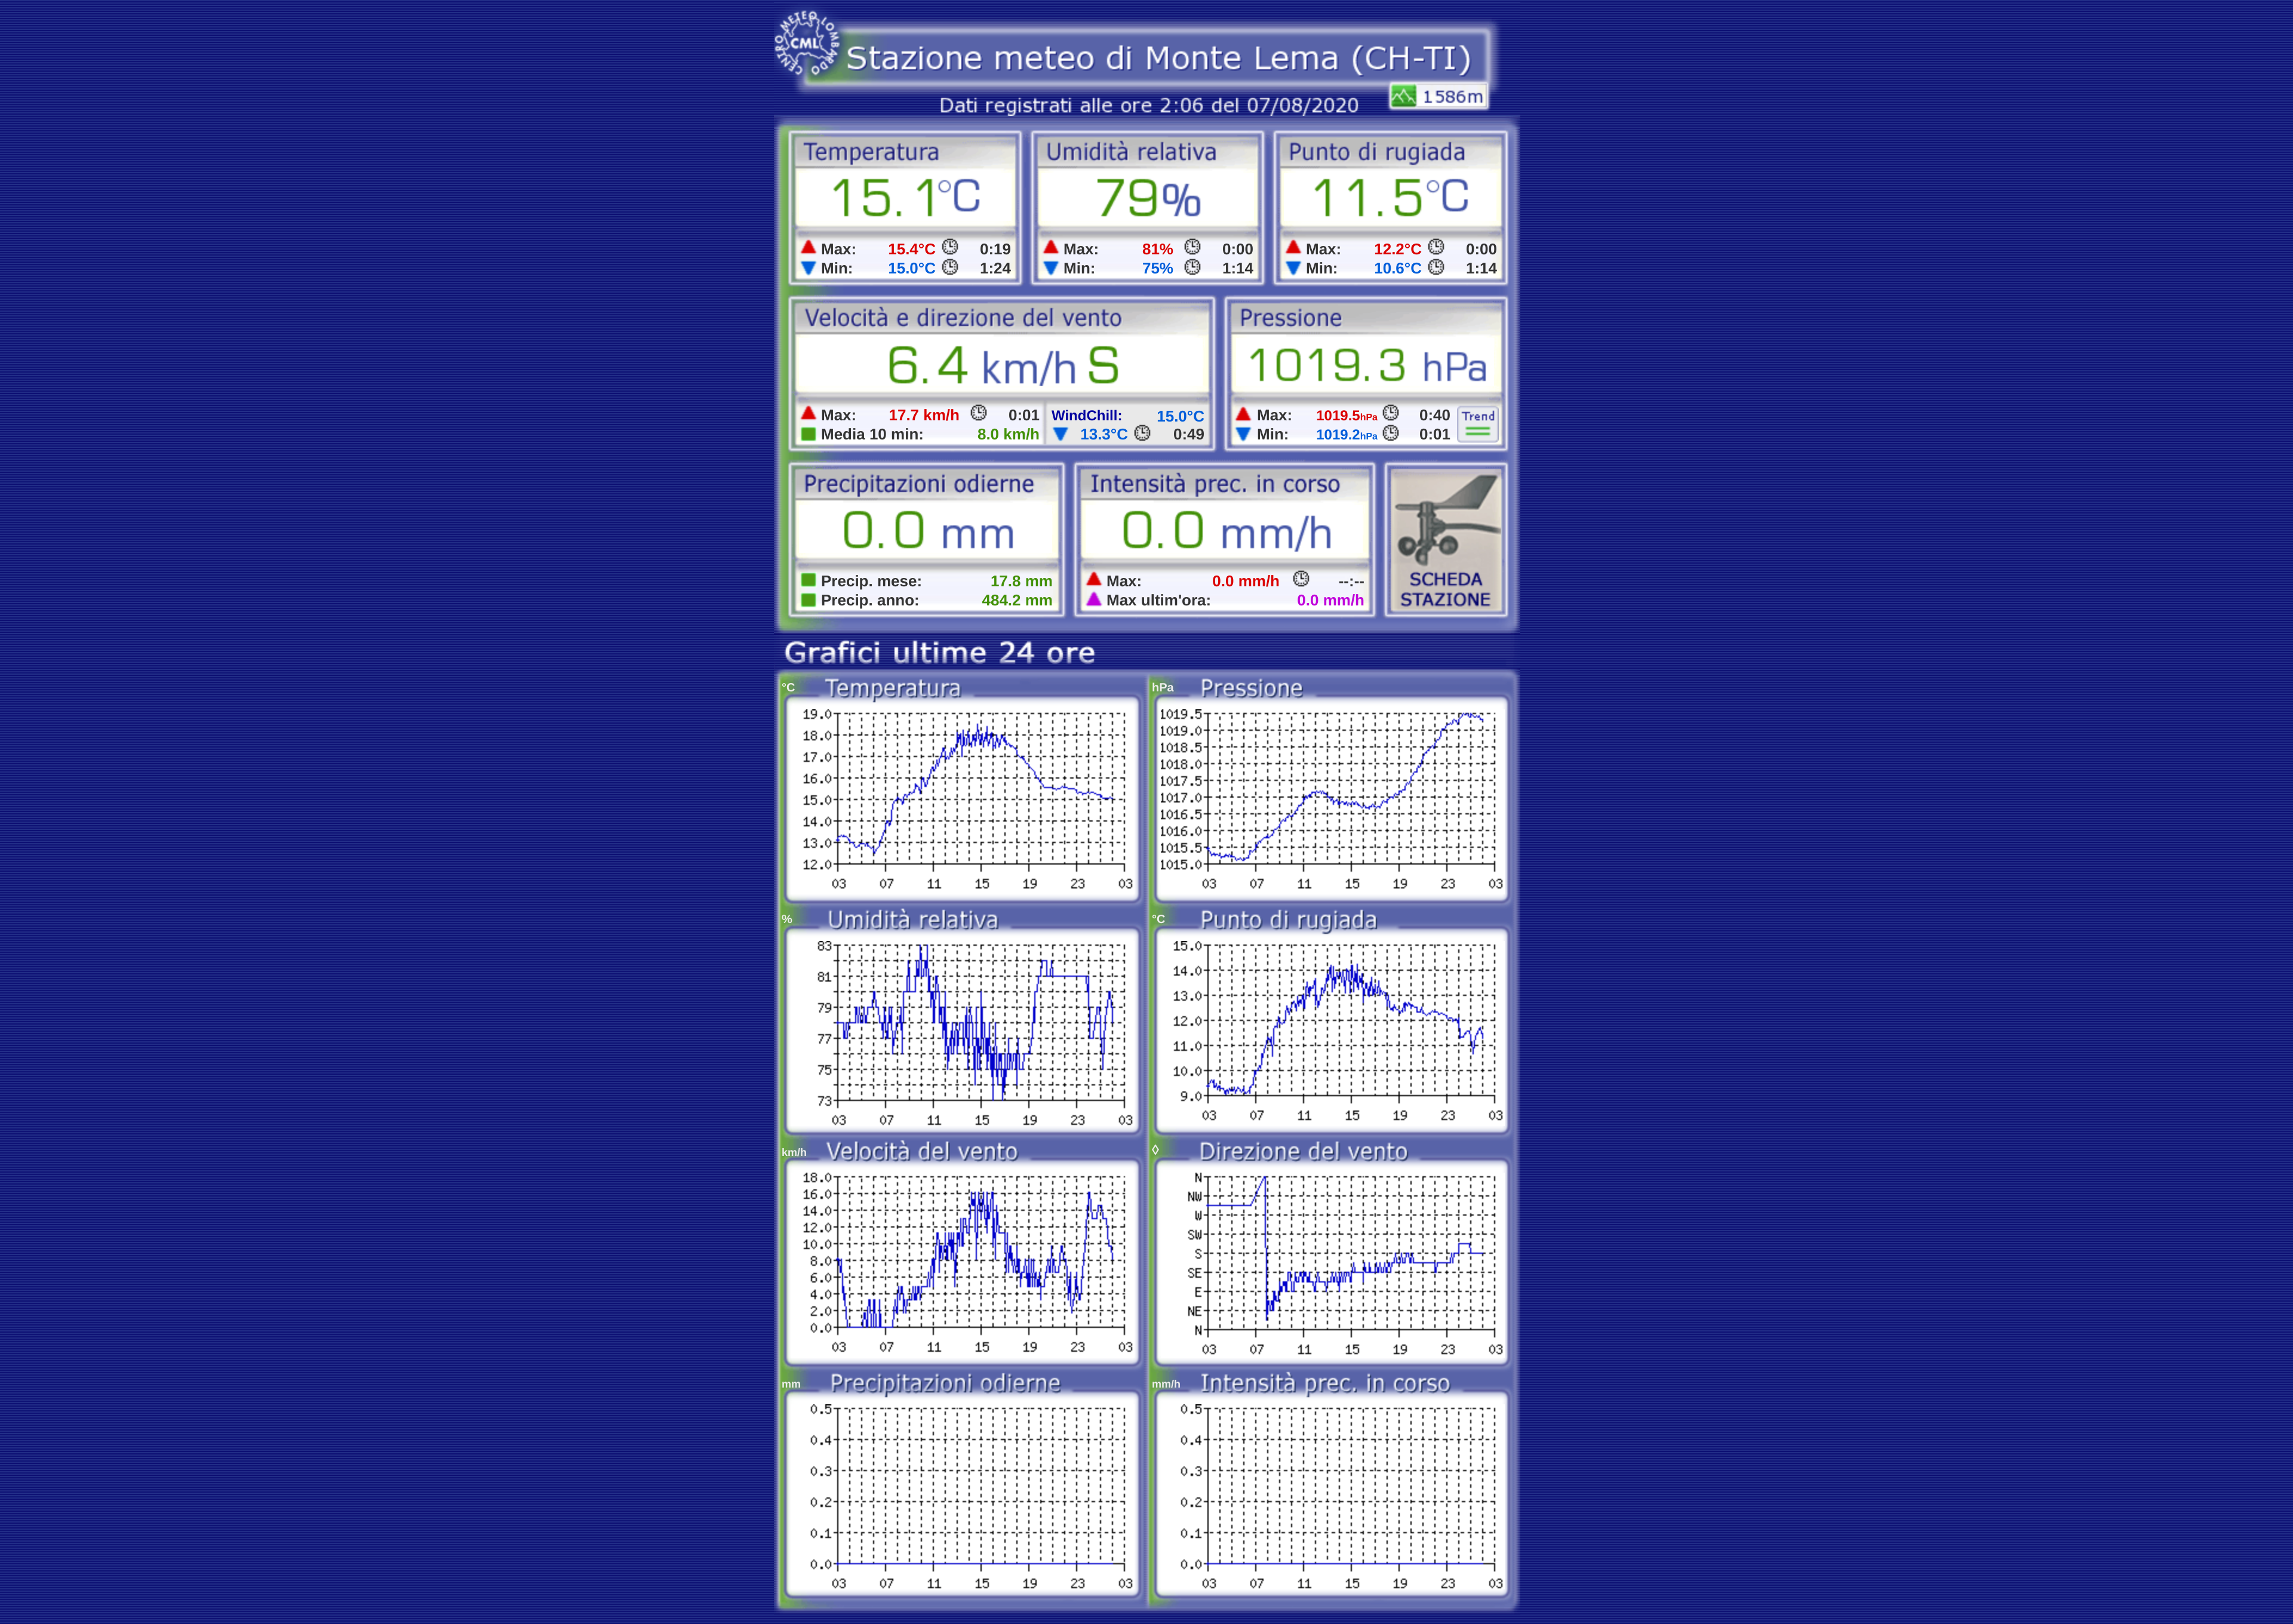 CENTRO METEO LOMBARDO
CML
Stazione meteo di Monte Lema (CH-TI)
1586m
Dati registrati alle ore 2:06 del 07/08/2020
Temperatura
15.1°C
Max: 15.4°C 0:19
Min: 15.0°C 1:24
Umidità relativa
79%
Max: 81% 0:00
Min: 75% 1:14
Punto di rugiada
11.5°C
Max: 12.2°C 0:00
Min: 10.6°C 1:14
Velocità e direzione del vento
6.4 km/h S
Max: 17.7 km/h 0:01
Media 10 min: 8.0 km/h
WindChill: 15.0°C
13.3°C 0:49
Pressione
1019.3 hPa
Max: 1019.5hPa 0:40
Min: 1019.2hPa 0:01
Trend
Precipitazioni odierne
0.0 mm
Precip. mese: 17.8 mm
Precip. anno: 484.2 mm
Intensità prec. in corso
0.0 mm/h
Max: 0.0 mm/h --:--
Max ultim'ora: 0.0 mm/h
SCHEDA
STAZIONE
Grafici ultime 24 ore
°C Temperatura
19.0
18.0
17.0
16.0
15.0
14.0
13.0
12.0
03 07 11 15 19 23 03
hPa Pressione
1019.5
1019.0
1018.5
1018.0
1017.5
1017.0
1016.5
1016.0
1015.5
1015.0
03 07 11 15 19 23 03
% Umidità relativa
83
81
79
77
75
73
03 07 11 15 19 23 03
°C Punto di rugiada
15.0
14.0
13.0
12.0
11.0
10.0
9.0
03 07 11 15 19 23 03
km/h Velocità del vento
18.0
16.0
14.0
12.0
10.0
8.0
6.0
4.0
2.0
0.0
03 07 11 15 19 23 03
◊ Direzione del vento
N
NW
W
SW
S
SE
E
NE
N
03 07 11 15 19 23 03
mm Precipitazioni odierne
0.5
0.4
0.3
0.2
0.1
0.0
03 07 11 15 19 23 03
mm/h Intensità prec. in corso
0.5
0.4
0.3
0.2
0.1
0.0
03 07 11 15 19 23 03